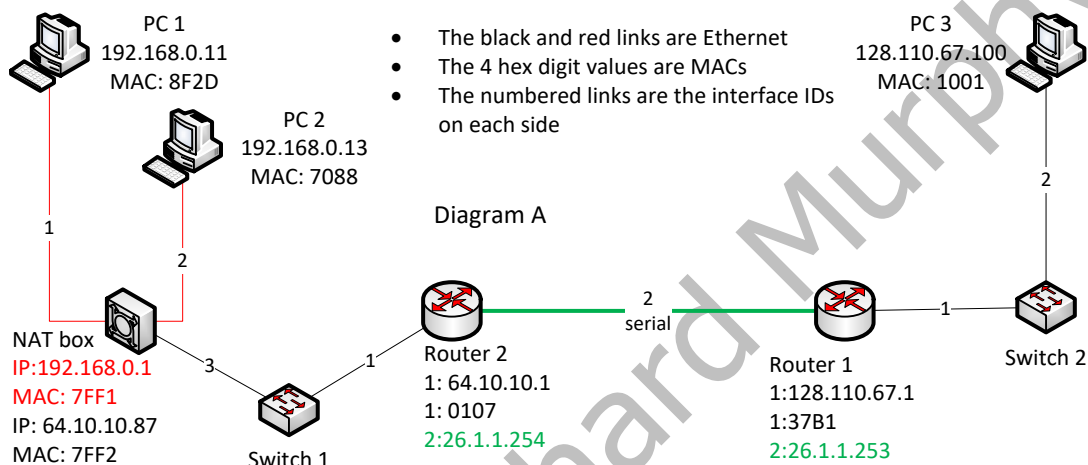 PC 1
192.168.0.11
MAC: 8F2D
• The black and red links are Ethernet
• The 4 hex digit values are MACs
• The numbered links are the interface IDs
on each side
PC 3
128.110.67.100
MAC: 1001
PC 2
192.168.0.13
MAC: 7088
Diagram A
1
2
2
NAT box
IP:192.168.0.1
MAC: 7FF1
IP: 64.10.10.87
MAC: 7FF2
3
Switch 1
1
Router 2
1: 64.10.10.1
1: 0107
2:26.1.1.254
2
serial
Router 1
1:128.110.67.1
1:37B1
2:26.1.1.253
1
Switch 2
hard Murphy